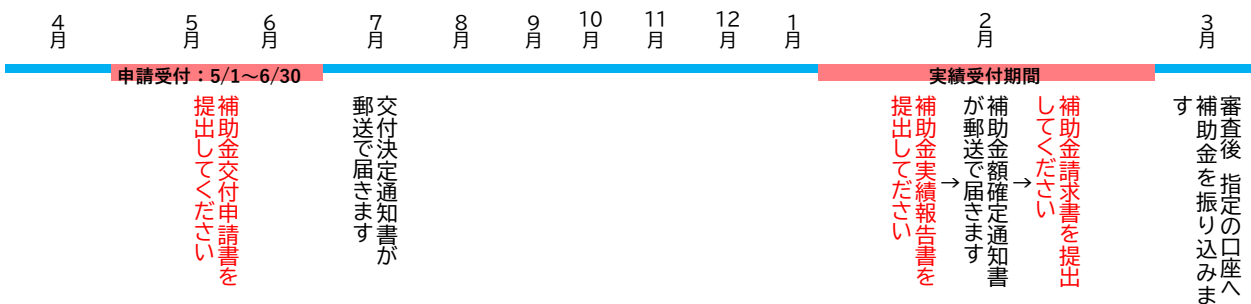 4月
5月
6月
7月
8月
9月
10月
11月
12月
1月
2月
3月
申請受付：5/1～6/30
実績受付期間
補助金交付申請書を
提出してください
交付決定通知書が
郵送で届きます
補助金実績報告書を
提出してださい
→
補助金額確定通知書
が郵送で届きます
→
補助金請求書を提出
してください
審査後 指定の口座へ
補助金を振り込みま
す